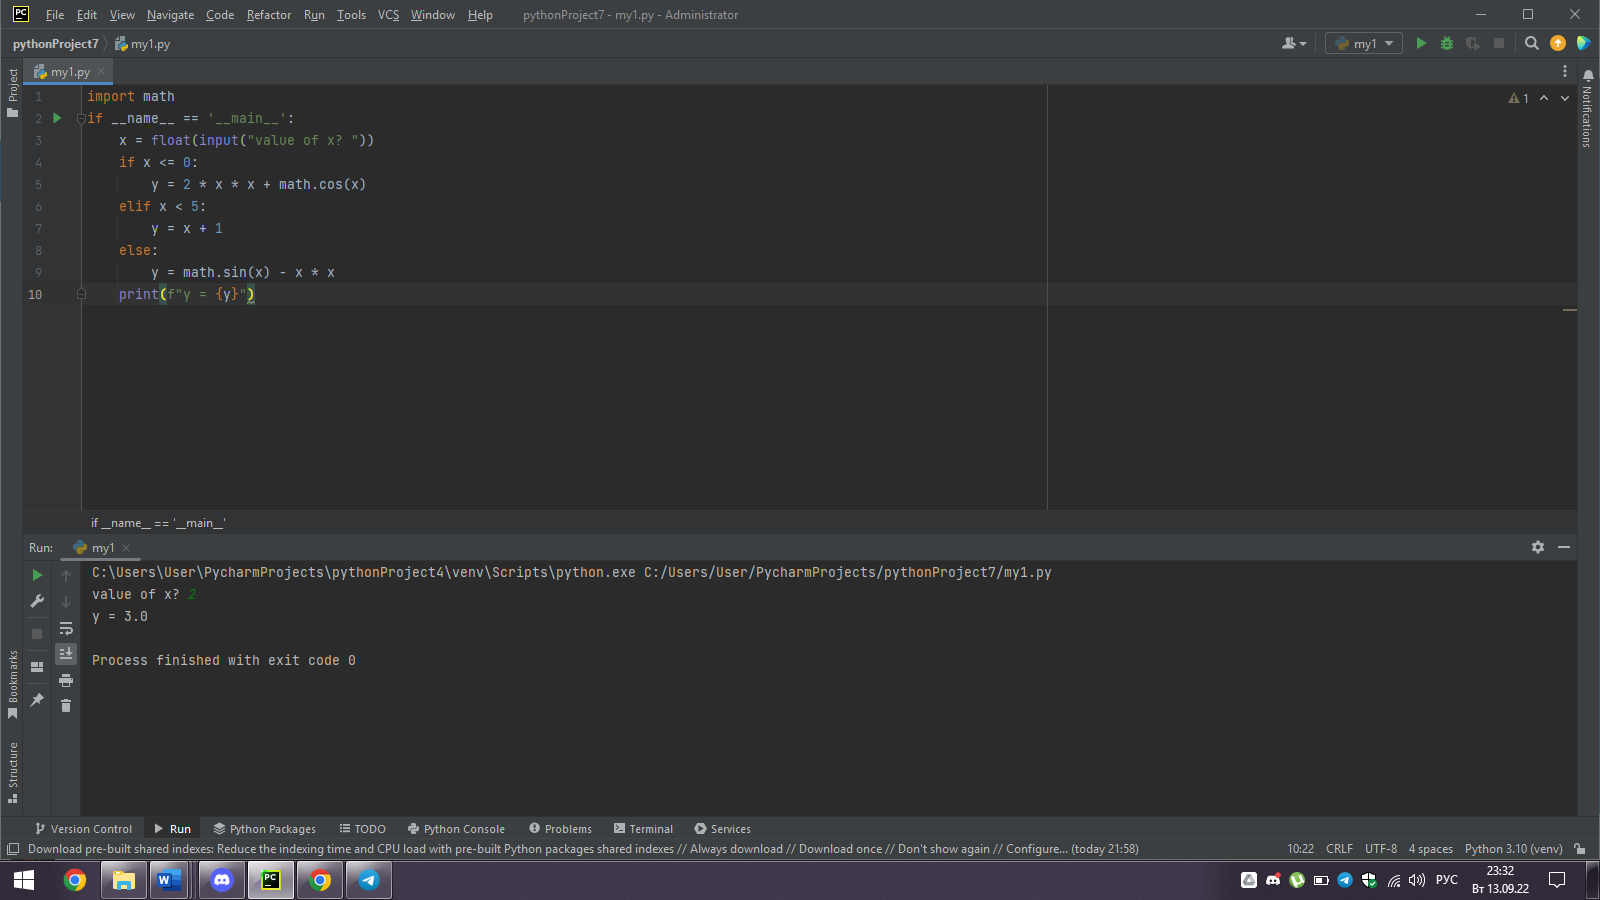 PC File Edit View Navigate Code Refactor Run Tools VCS Window Help pythonProject7 - my1.py - Administrator
pythonProject7 my1.py my1
Project
my1.py
Notifications
1 import math
1
2 if __name__ == '__main__':
3 x = float(input("value of x? "))
4 if x <= 0:
5 y = 2 * x * x + math.cos(x)
6 elif x < 5:
7 y = x + 1
8 else:
9 y = math.sin(x) - x * x
10 print(f"y = {y}")
if __name__ == '__main__'
Run: my1
C:\Users\User\PycharmProjects\pythonProject4\venv\Scripts\python.exe C:/Users/User/PycharmProjects/pythonProject7/my1.py
value of x? 2
y = 3.0
Process finished with exit code 0
Bookmarks
Structure
Version Control Run Python Packages TODO Python Console Problems Terminal Services
Download pre-built shared indexes: Reduce the indexing time and CPU load with pre-built Python packages shared indexes // Always download // Download once // Don't show again // Configure... (today 21:58) 10:22 CRLF UTF-8 4 spaces Python 3.10 (venv)
W PC РУС 23:32
Вт 13.09.22